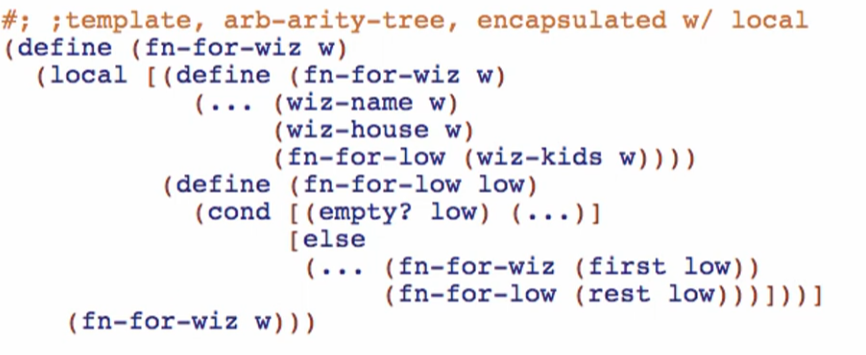 #; ;template, arb-arity-tree, encapsulated w/ local
(define (fn-for-wiz w)
(local [(define (fn-for-wiz w)
(... (wiz-name w)
(wiz-house w)
(fn-for-low (wiz-kids w))))
(define (fn-for-low low)
(cond [(empty? low) (...)]
[else
(... (fn-for-wiz (first low))
(fn-for-low (rest low)))]))]
(fn-for-wiz w)))